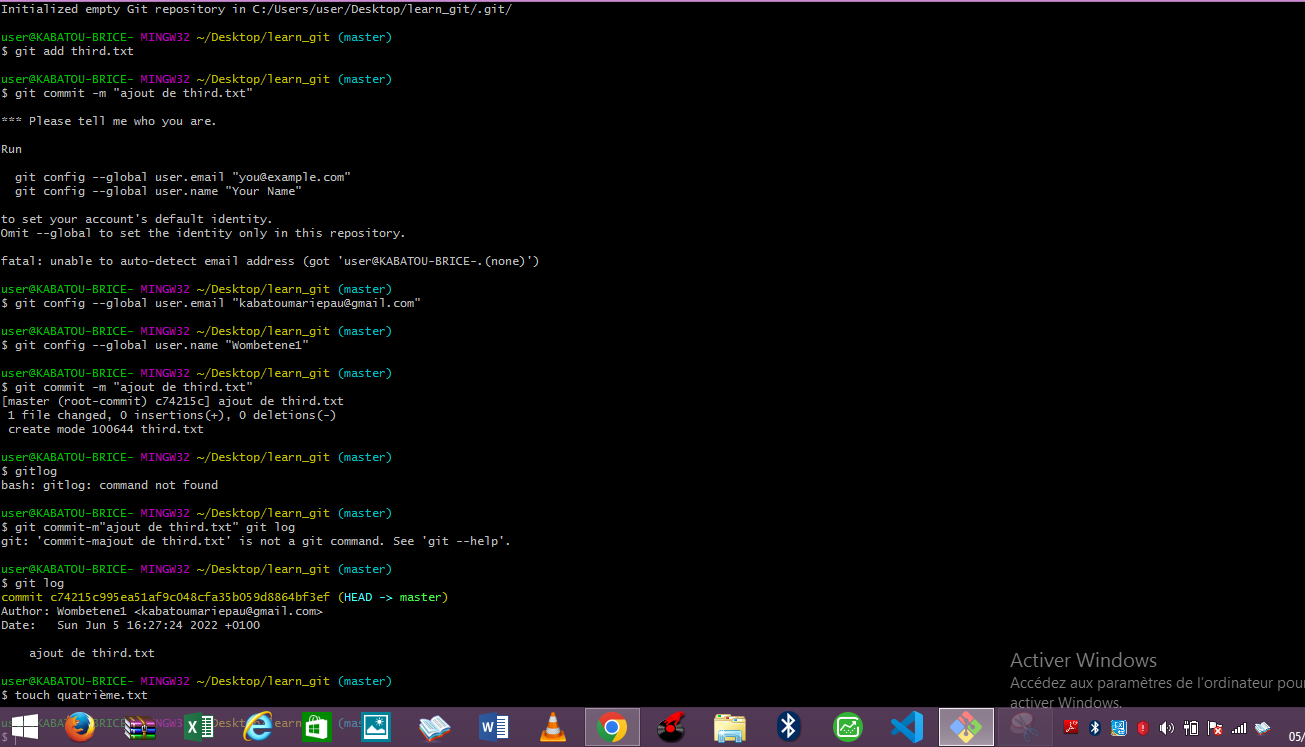 Initialized empty Git repository in C:/Users/user/Desktop/learn_git/.git/
user@KABATOU-BRICE- MINGW32 ~/Desktop/learn_git (master)
$ git add third.txt
user@KABATOU-BRICE- MINGW32 ~/Desktop/learn_git (master)
$ git commit -m "ajout de third.txt"
*** Please tell me who you are.
Run
git config --global user.email "you@example.com"
git config --global user.name "Your Name"
to set your account's default identity.
Omit --global to set the identity only in this repository.
fatal: unable to auto-detect email address (got 'user@KABATOU-BRICE-.(none)')
user@KABATOU-BRICE- MINGW32 ~/Desktop/learn_git (master)
$ git config --global user.email "kabatoumariepau@gmail.com"
user@KABATOU-BRICE- MINGW32 ~/Desktop/learn_git (master)
$ git config --global user.name "Wombetene1"
user@KABATOU-BRICE- MINGW32 ~/Desktop/learn_git (master)
$ git commit -m "ajout de third.txt"
[master (root-commit) c74215c] ajout de third.txt
1 file changed, 0 insertions(+), 0 deletions(-)
create mode 100644 third.txt
user@KABATOU-BRICE- MINGW32 ~/Desktop/learn_git (master)
$ gitlog
bash: gitlog: command not found
user@KABATOU-BRICE- MINGW32 ~/Desktop/learn_git (master)
$ git commit-m"ajout de third.txt" git log
git: 'commit-majout de third.txt' is not a git command. See 'git --help'.
user@KABATOU-BRICE- MINGW32 ~/Desktop/learn_git (master)
$ git log
commit c74215c995ea51af9c048cfa35b059d8864bf3ef (HEAD -> master)
Author: Wombetene1 <kabatoumariepau@gmail.com>
Date:   Sun Jun 5 16:27:24 2022 +0100
ajout de third.txt
user@KABATOU-BRICE- MINGW32 ~/Desktop/learn_git (master)
$ touch quatrième.txt
Activer Windows
Accédez aux paramètres de l'ordinateur pour
activer Windows.
$
05/